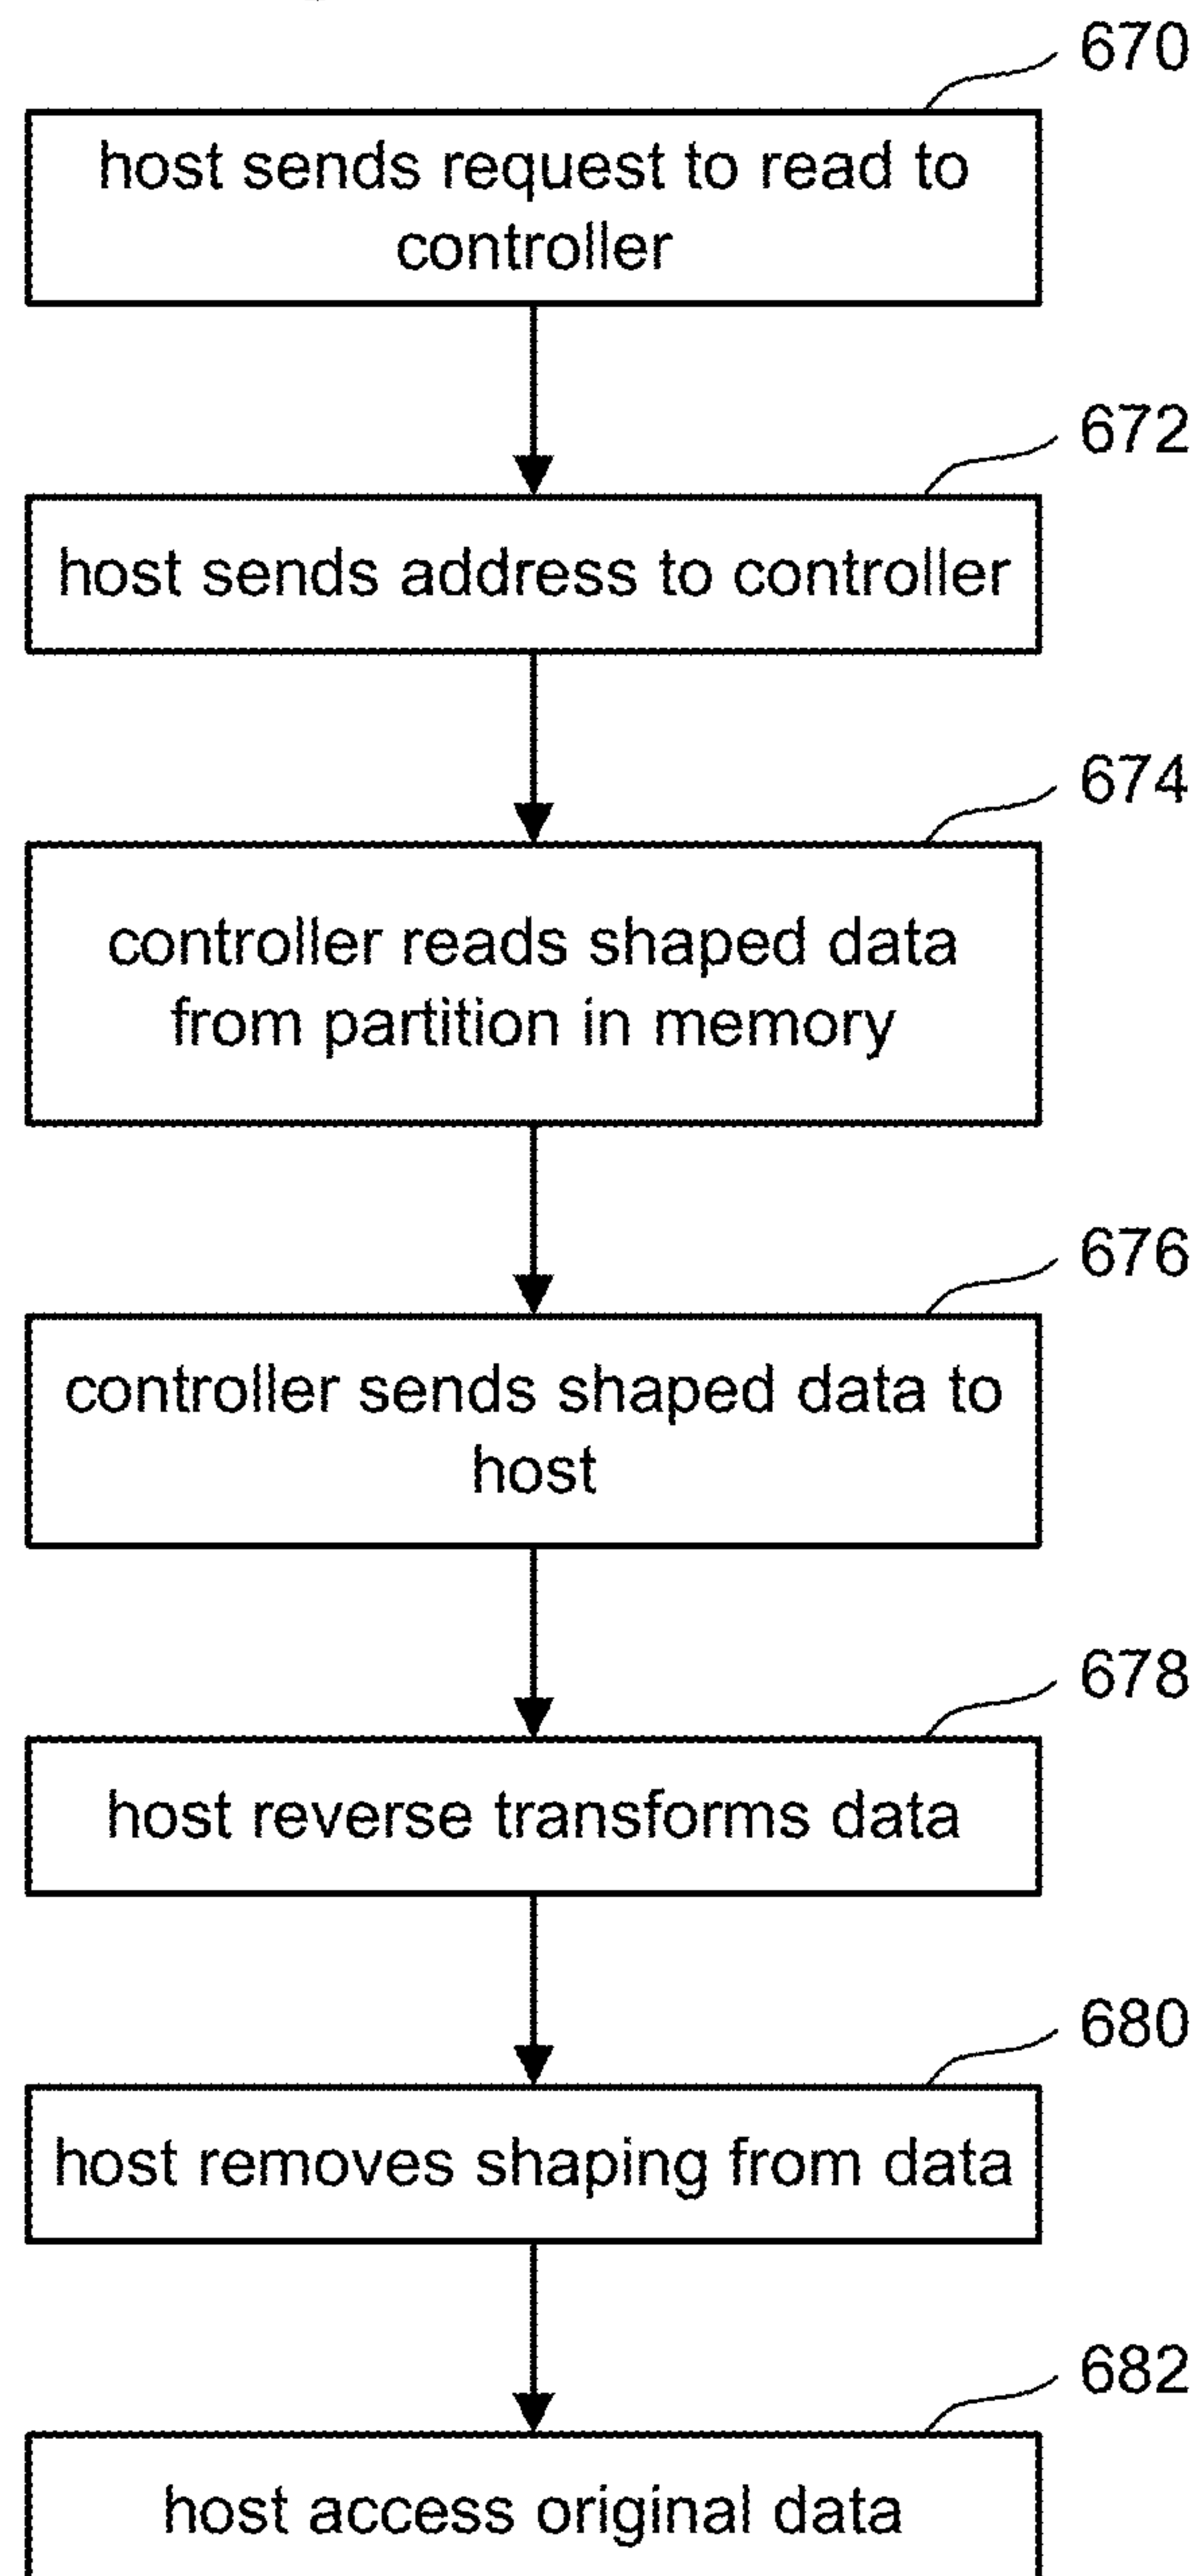 670
host sends request to read to
controller
672
host sends address to controller
674
controller reads shaped data
from partition in memory
676
controller sends shaped data to
host
678
host reverse transforms data
680
host removes shaping from data
682
host access original data